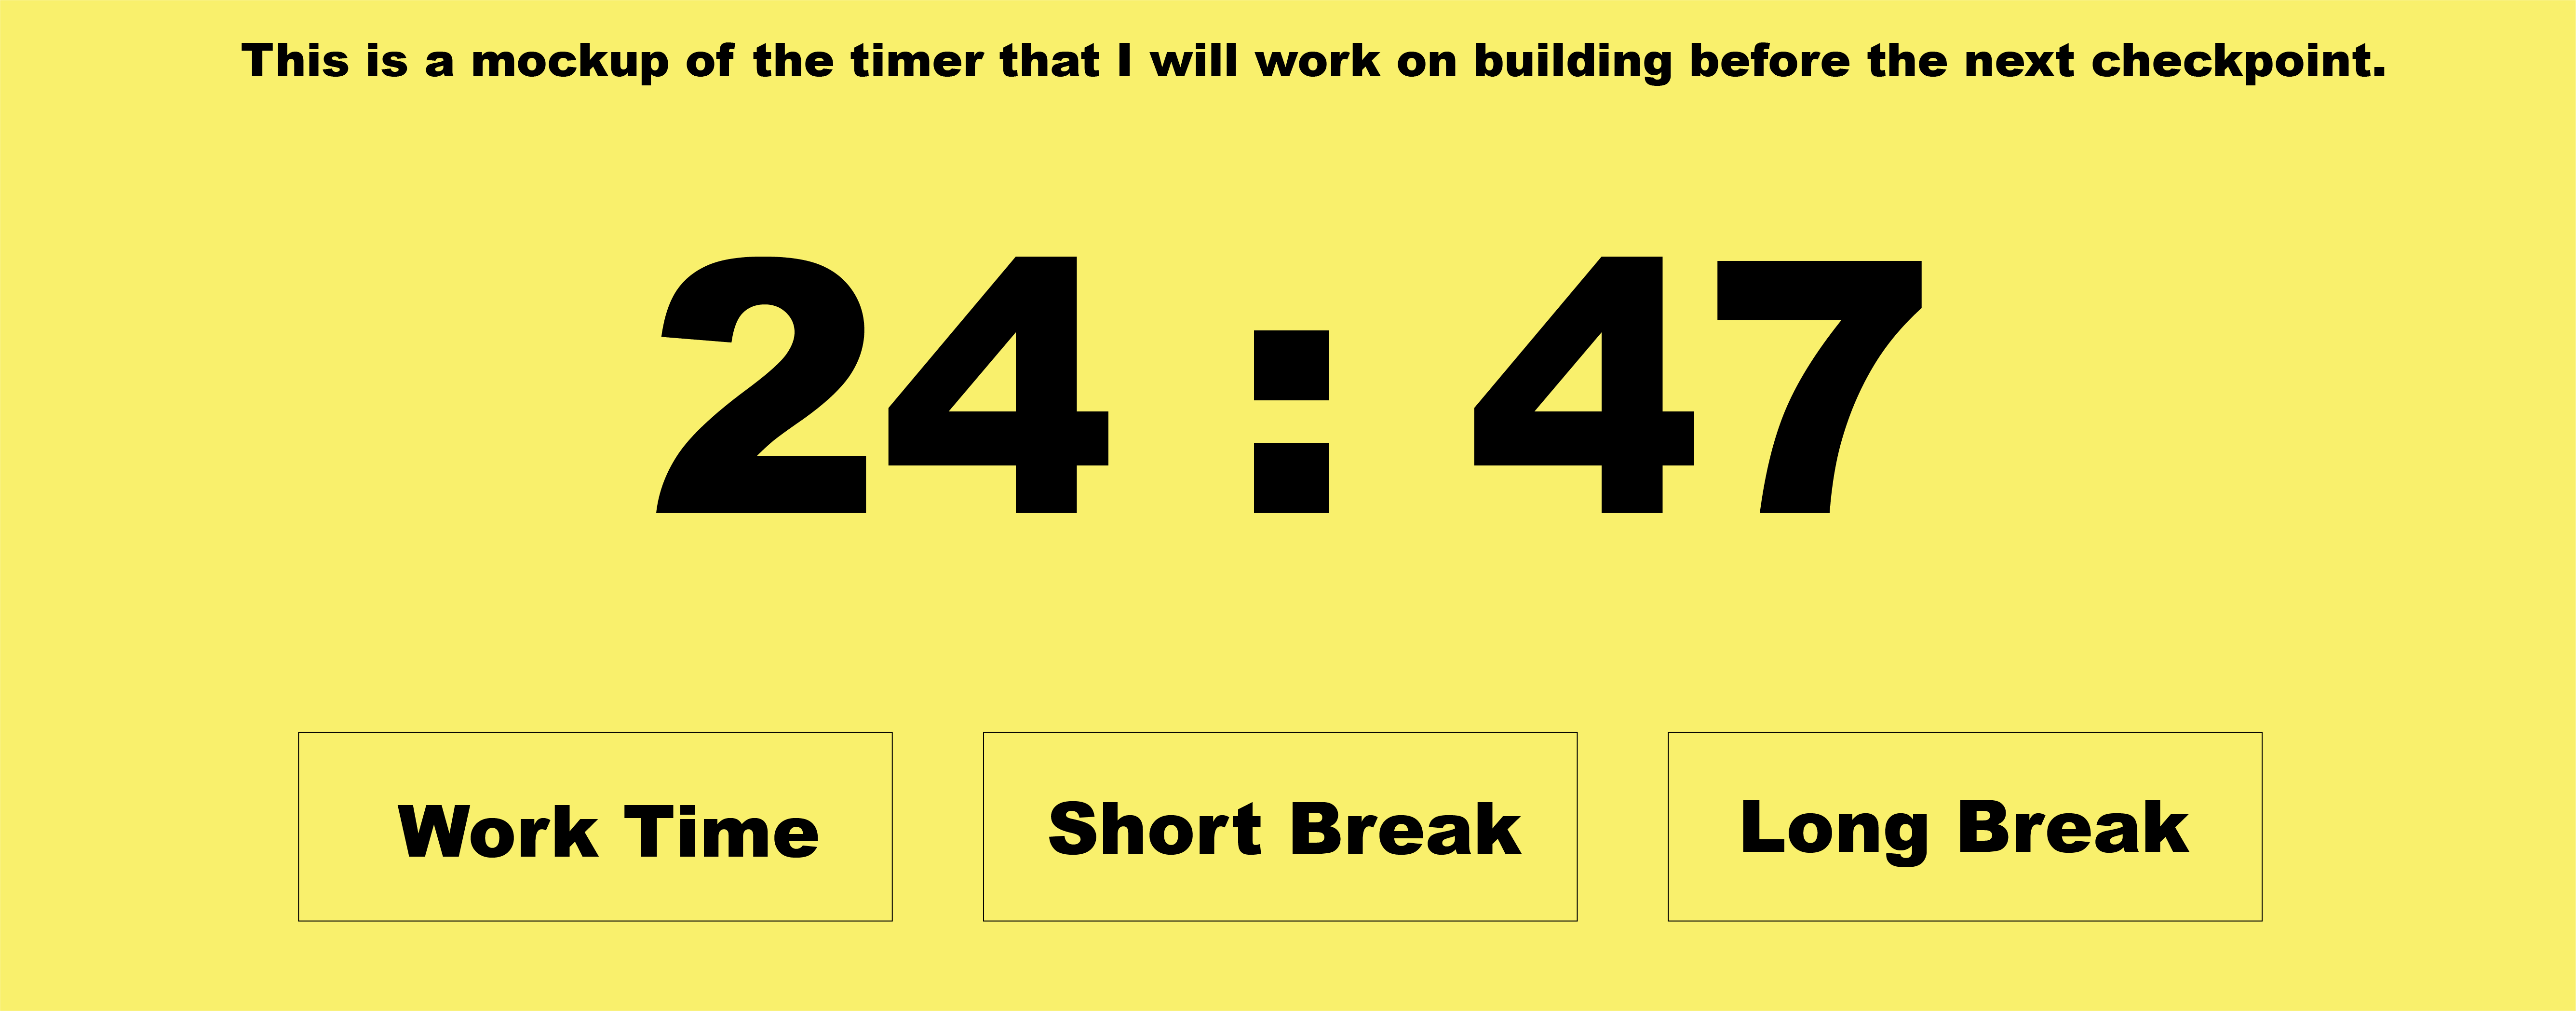 This is a mockup of the timer that I will work on building before the next checkpoint.
24 : 47
Work Time Short Break Long Break